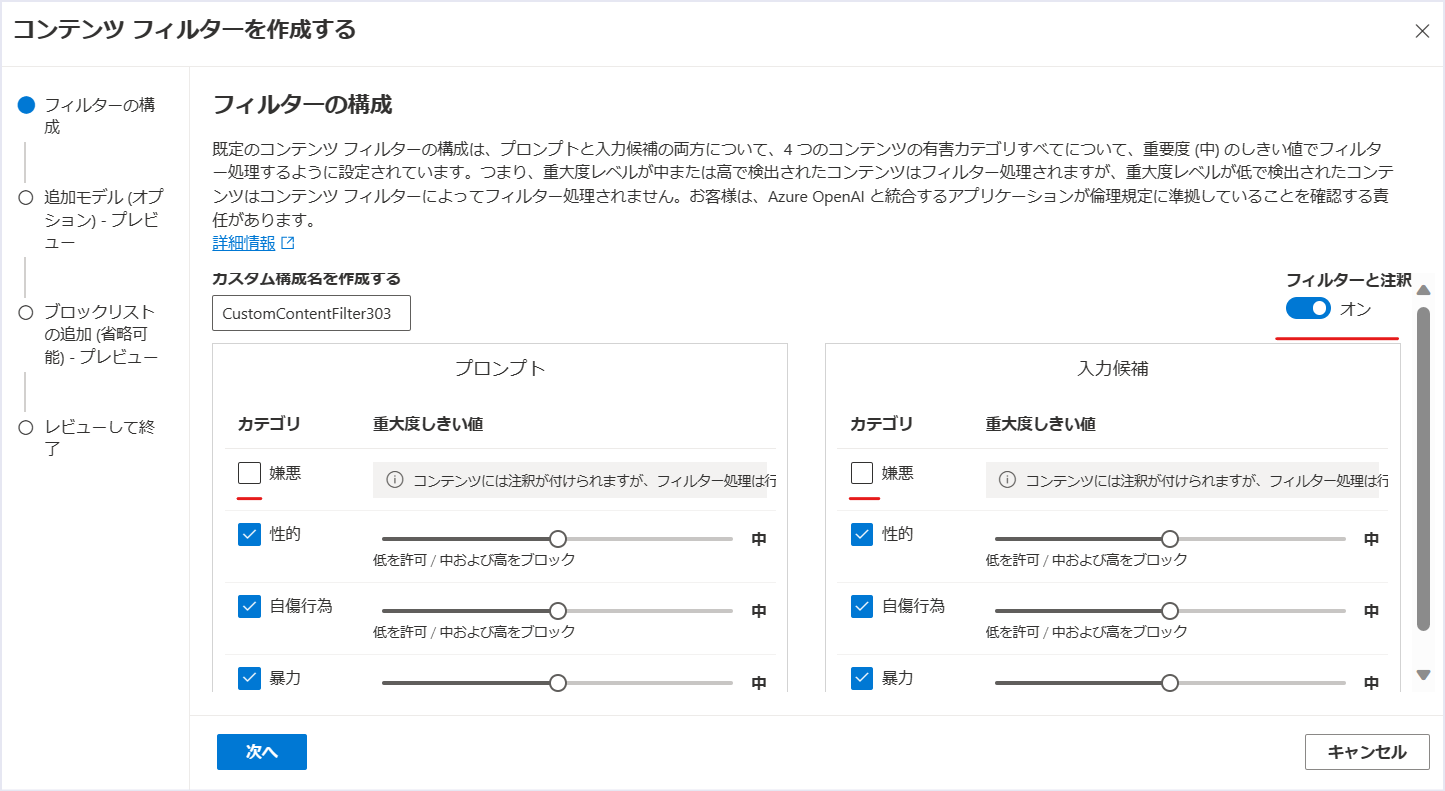 コンテンツ フィルターを作成する
フィルターの構
成
追加モデル (オプ
ション) - プレビ
ュー
ブロックリスト
の追加 (省略可
能) - プレビュー
レビューして終
了
フィルターの構成
既定のコンテンツ フィルターの構成は、プロンプトと入力候補の両方について、4 つのコンテンツの有害カテゴリすべてについて、重要度 (中) のしきい値でフィルタ
ー処理するように設定されています。つまり、重大度レベルが中または高で検出されたコンテンツはフィルター処理されますが、重大度レベルが低で検出されたコンテ
ンツはコンテンツ フィルターによってフィルター処理されません。お客様は、Azure OpenAI と統合するアプリケーションが倫理規定に準拠していることを確認する責
任があります。
詳細情報
カスタム構成名を作成する
CustomContentFilter303
フィルターと注釈
オン
プロンプト
カテゴリ 重大度しきい値
嫌悪 コンテンツには注釈が付けられますが、フィルター処理は行
性的 中
低を許可 / 中および高をブロック
自傷行為 中
低を許可 / 中および高をブロック
暴力 中
入力候補
カテゴリ 重大度しきい値
嫌悪 コンテンツには注釈が付けられますが、フィルター処理は行
性的 中
低を許可 / 中および高をブロック
自傷行為 中
低を許可 / 中および高をブロック
暴力 中
次へ
キャンセル